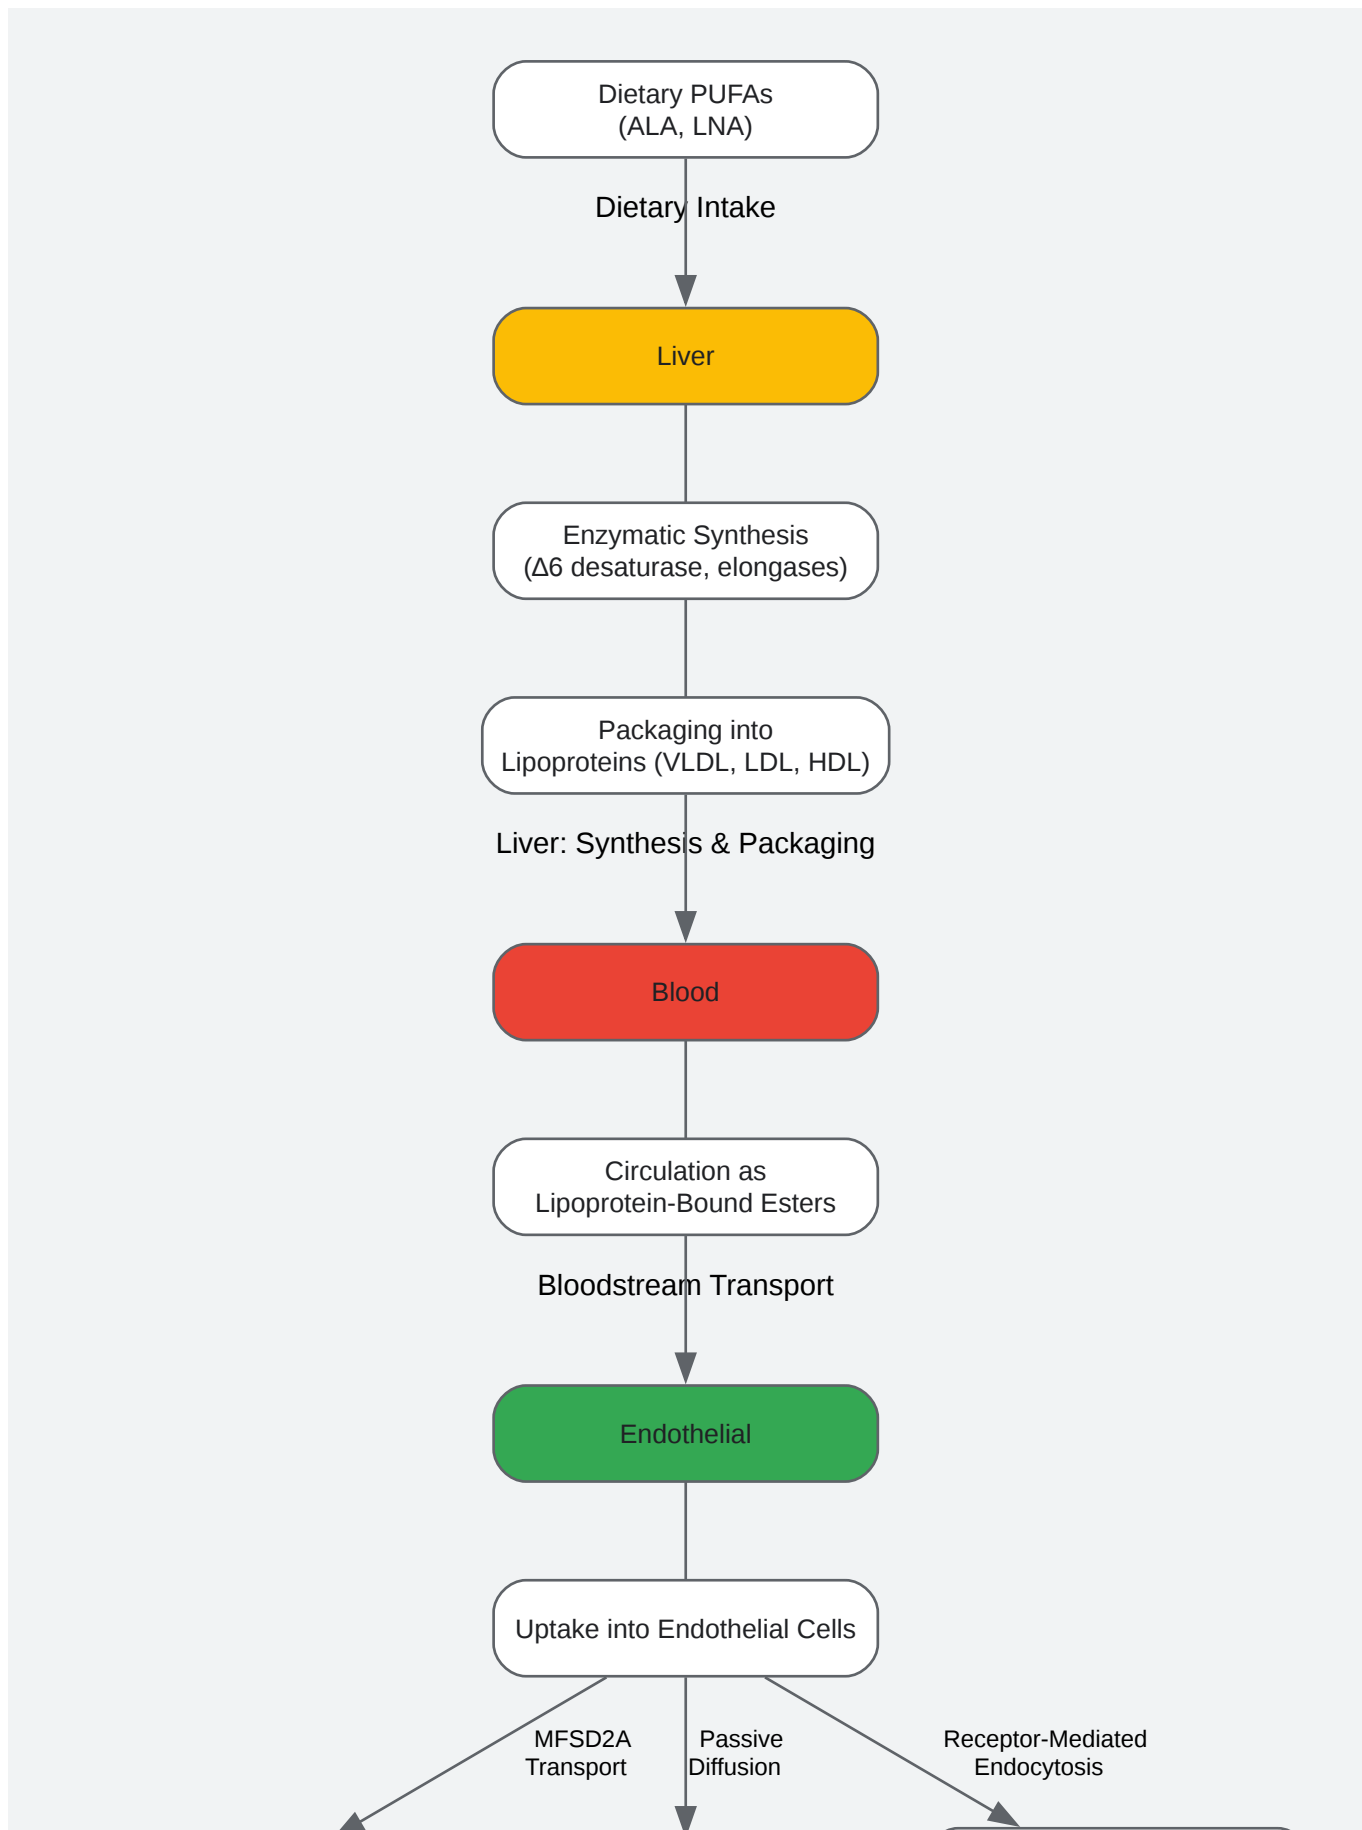 Dietary PUFAs
(ALA, LNA)
Dietary Intake
Liver
Enzymatic Synthesis
(Δ6 desaturase, elongases)
Packaging into
Lipoproteins (VLDL, LDL, HDL)
Liver: Synthesis & Packaging
Blood
Circulation as
Lipoprotein-Bound Esters
Bloodstream Transport
Endothelial
Uptake into Endothelial Cells
MFSD2A
Transport
Passive
Diffusion
Receptor-Mediated
Endocytosis